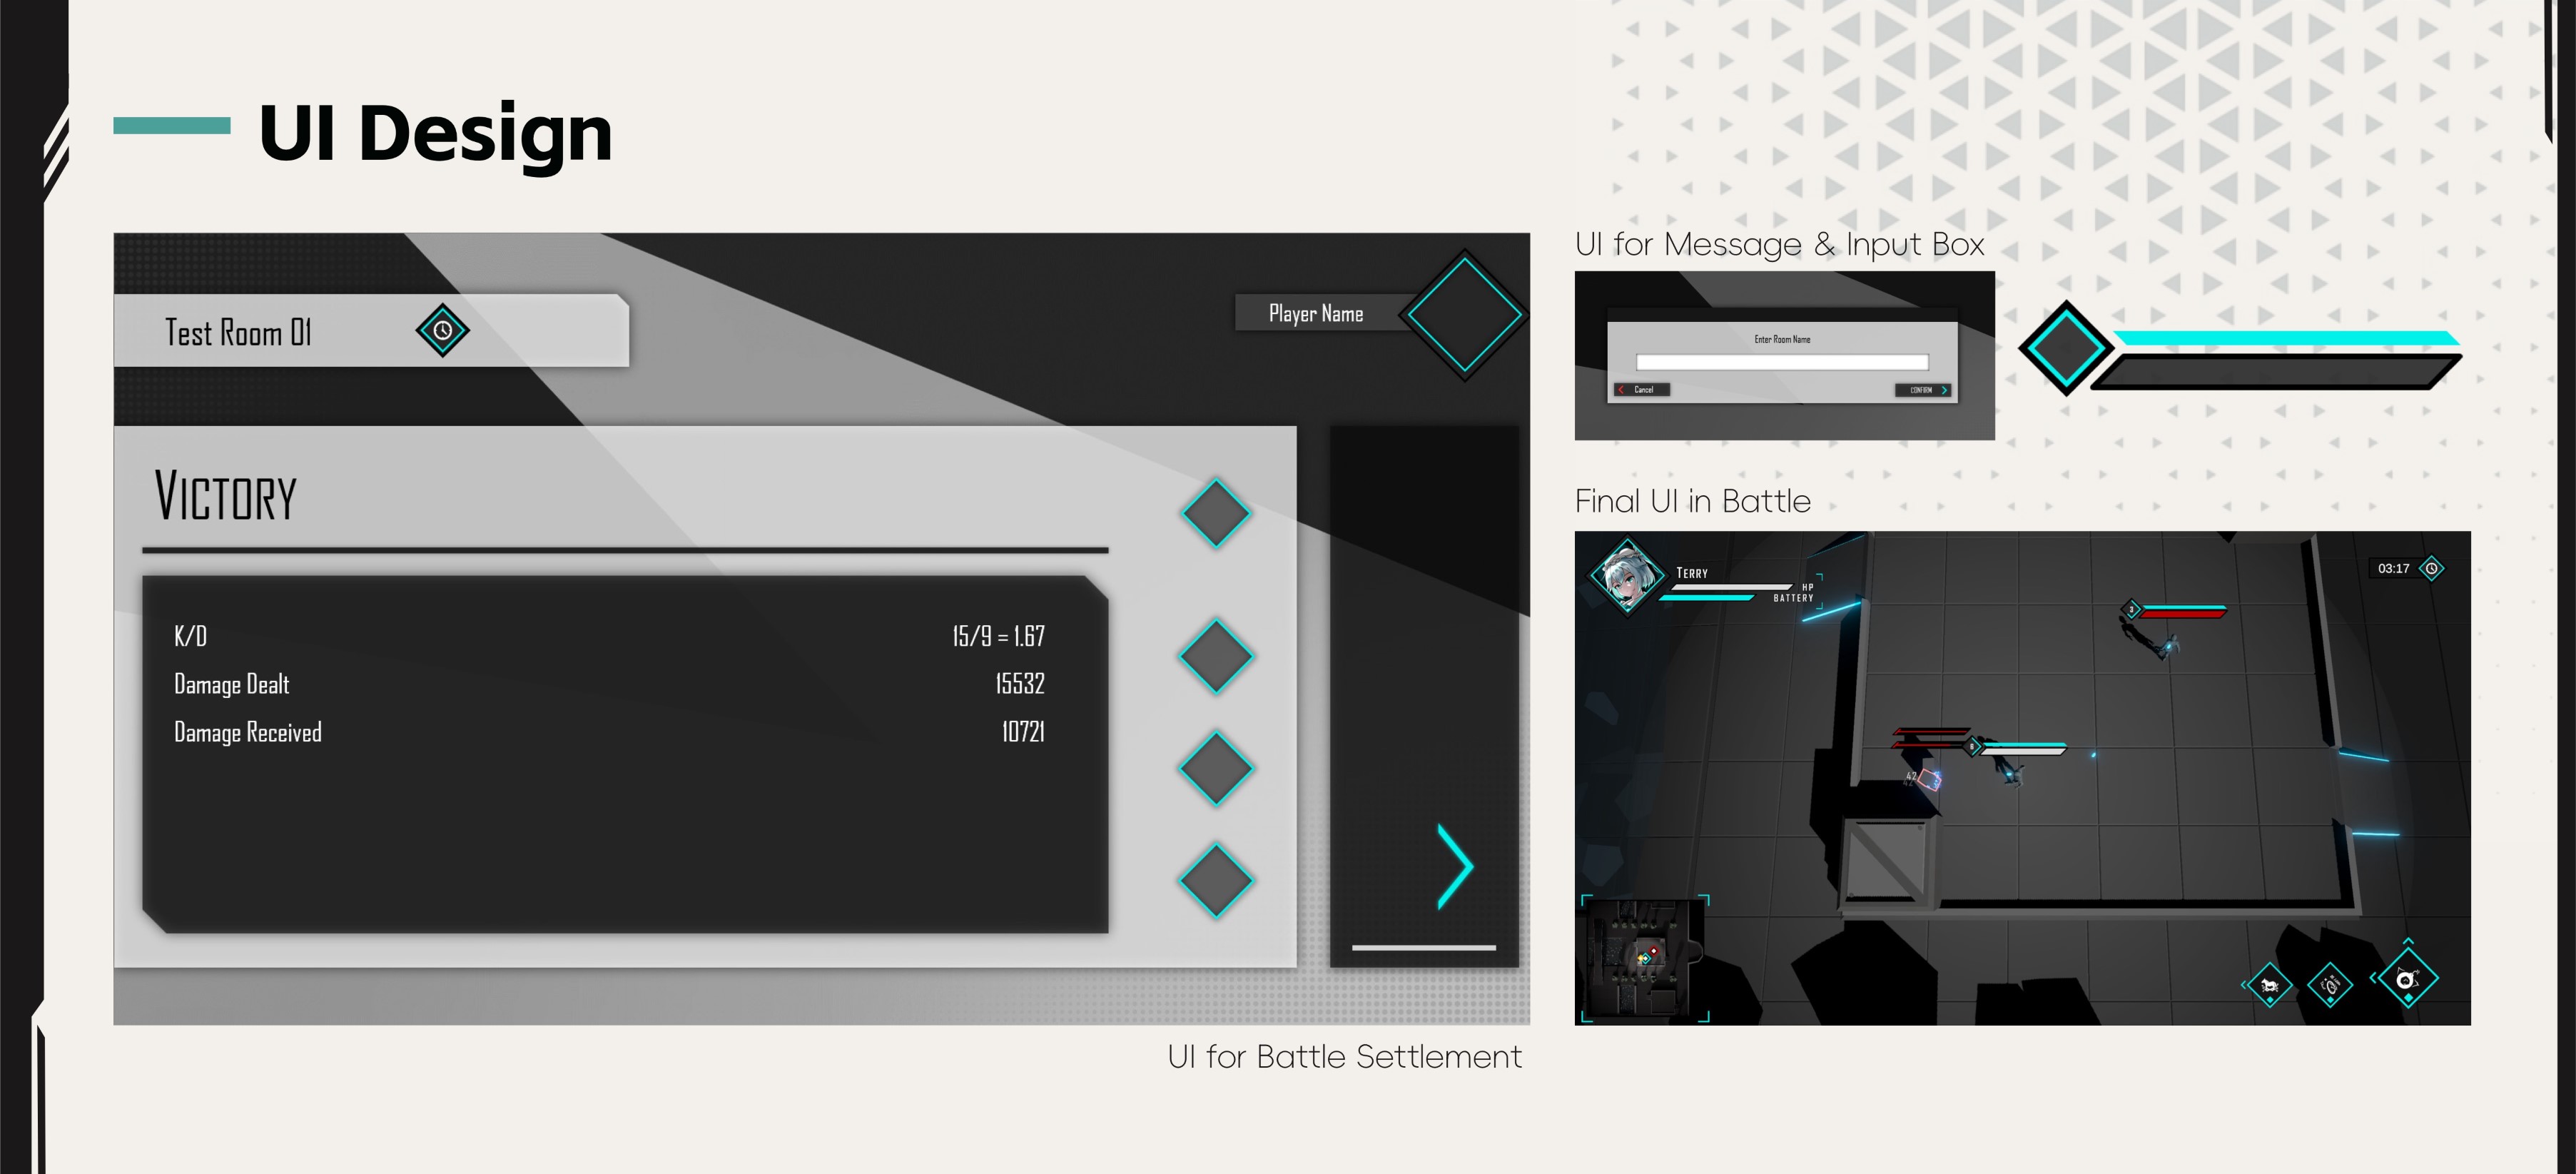 UI Design
Test Room 01
Player Name
VICTORY
K/D 15/9 = 1.67
Damage Dealt 15532
Damage Received 10721
UI for Battle Settlement
UI for Message & Input Box
Enter Room Name
Cancel
CONFIRM
Final UI in Battle
TERRY
HP
BATTERY
03:17
3
6
42